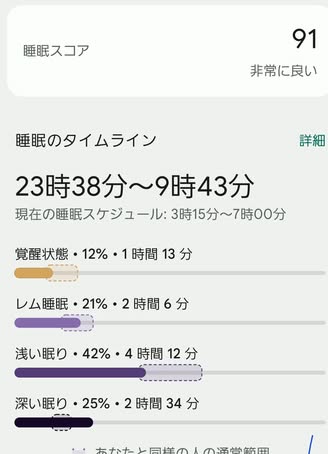 睡眠スコア
91
非常に良い
睡眠のタイムライン
詳細
23時38分～9時43分
現在の睡眠スケジュール: 3時15分～7時00分
覚醒状態 • 12% • 1 時間 13 分
レム睡眠 • 21% • 2 時間 6 分
浅い眠り • 42% • 4 時間 12 分
深い眠り • 25% • 2 時間 34 分
あなたと同様の人の通常範囲